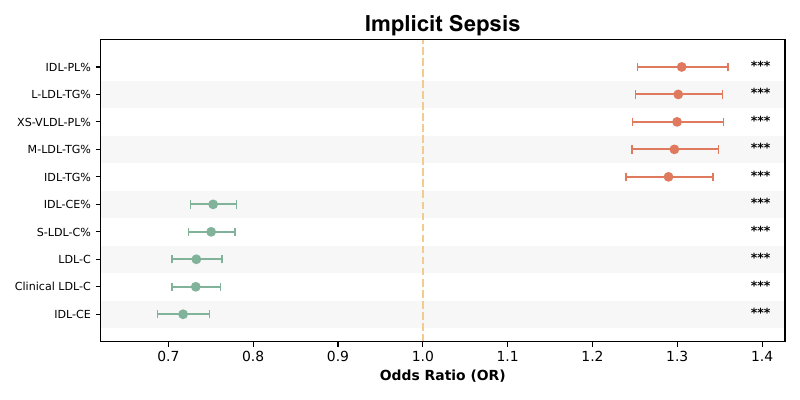 Implicit Sepsis
IDL-PL% ***
L-LDL-TG% ***
XS-VLDL-PL% ***
M-LDL-TG% ***
IDL-TG% ***
IDL-CE% ***
S-LDL-C% ***
LDL-C ***
Clinical LDL-C ***
IDL-CE ***
0.7 0.8 0.9 1.0 1.1 1.2 1.3 1.4
Odds Ratio (OR)